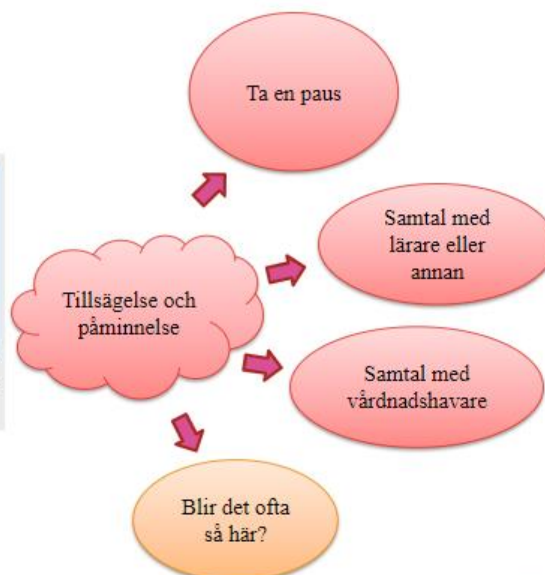 Ta en paus
Samtal med
lärare eller
annan
Tillsägelse och
påminnelse
Samtal med
vårdnadshavare
Blir det ofta
så här?